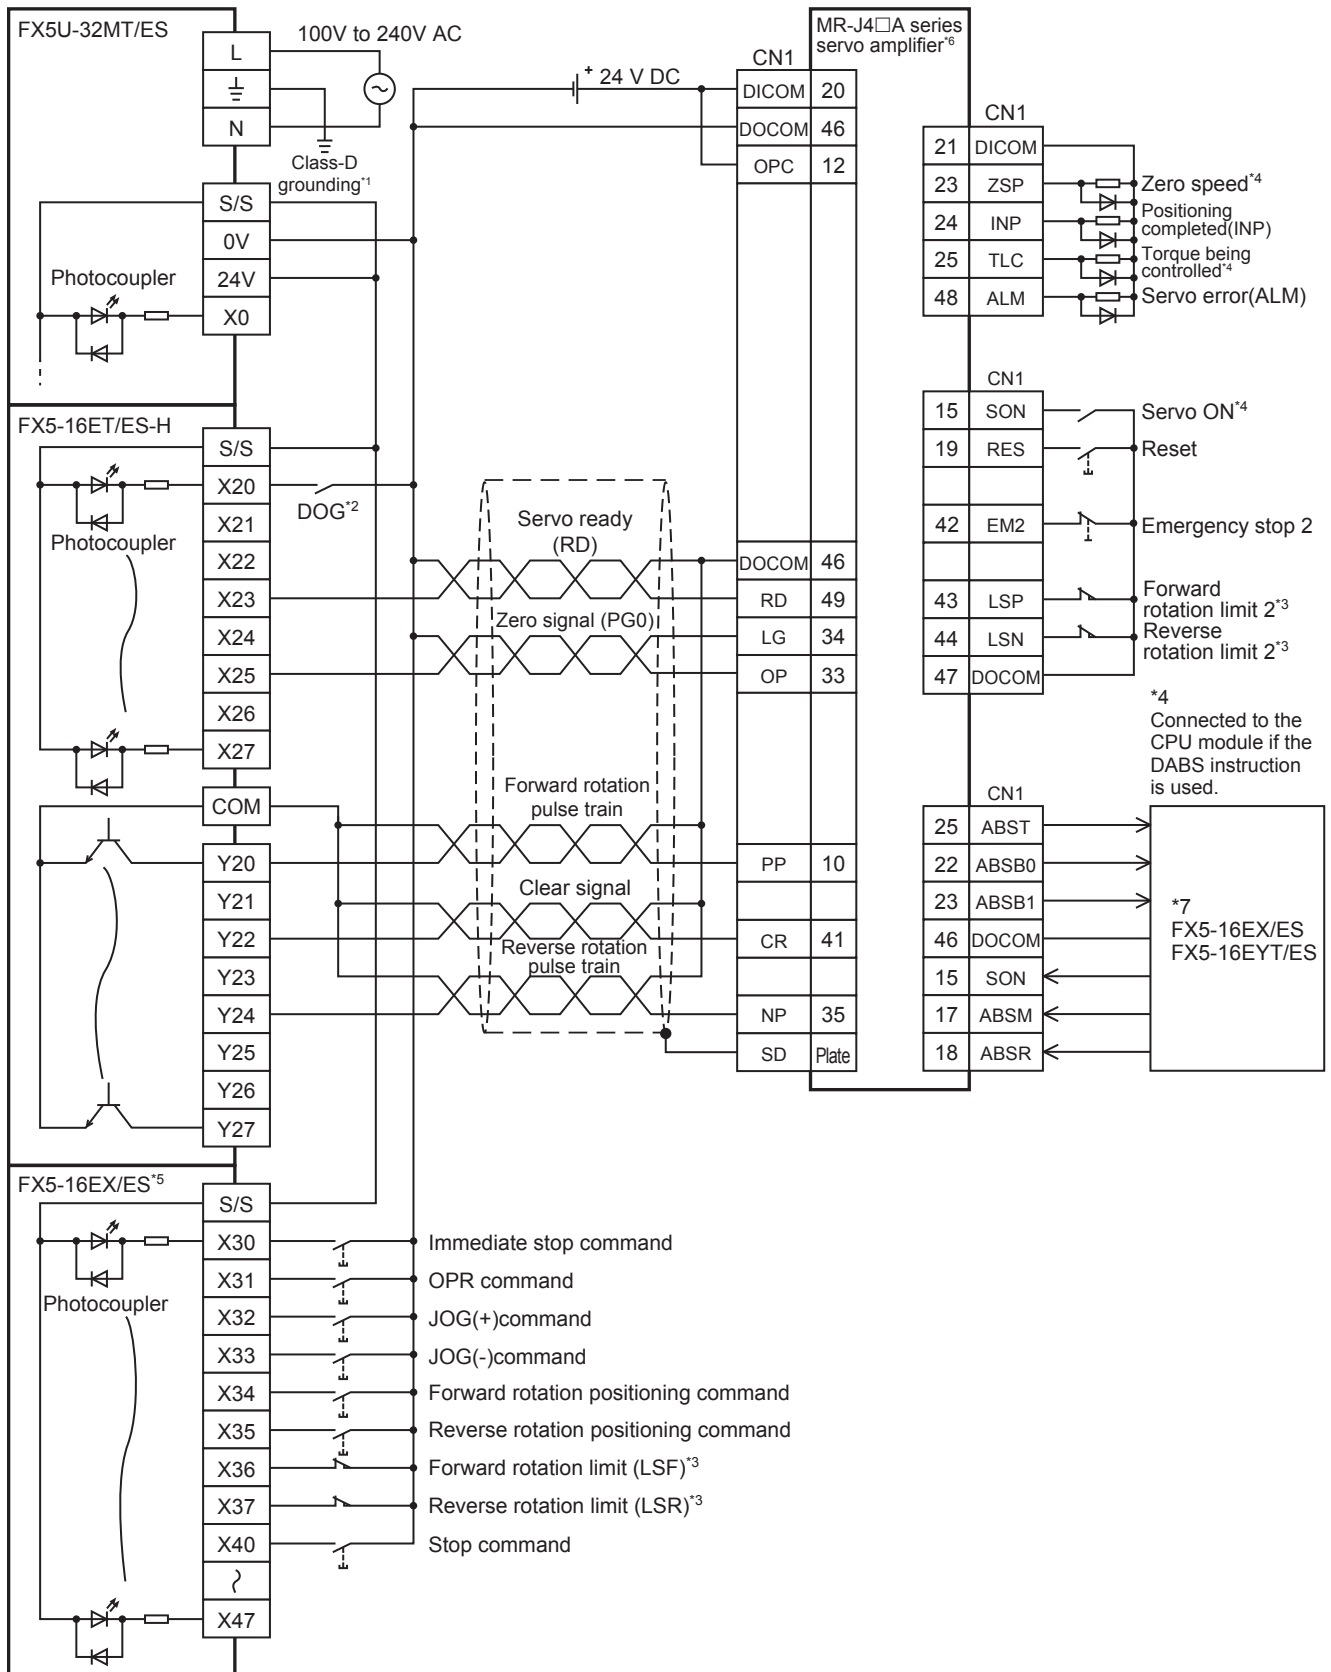 FX5U-32MT/ES
L
N
100V to 240V AC
Class-D
grounding*1
S/S
0V
24V
X0
Photocoupler
+ 24 V DC
MR-J4□A series
servo amplifier*6
CN1
DICOM 20
DOCOM 46
OPC 12
CN1
21 DICOM
23 ZSP
24 INP
25 TLC
48 ALM
Zero speed*4
Positioning
completed(INP)
Torque being
controlled*4
Servo error(ALM)
CN1
15 SON
19 RES
42 EM2
43 LSP
44 LSN
47 DOCOM
Servo ON*4
Reset
Emergency stop 2
Forward
rotation limit 2*3
Reverse
rotation limit 2*3
FX5-16ET/ES-H
S/S
X20
X21
X22
X23
X24
X25
X26
X27
Photocoupler
DOG*2
Servo ready
(RD)
Zero signal (PG0)
DOCOM 46
RD 49
LG 34
OP 33
COM
Y20
Y21
Y22
Y23
Y24
Y25
Y26
Y27
Forward rotation
pulse train
Clear signal
Reverse rotation
pulse train
PP 10
CR 41
NP 35
SD Plate
*4
Connected to the
CPU module if the
DABS instruction
is used.
CN1
25 ABST
22 ABSB0
23 ABSB1
46 DOCOM
15 SON
17 ABSM
18 ABSR
*7
FX5-16EX/ES
FX5-16EYT/ES
FX5-16EX/ES*5
Photocoupler
S/S
X30 Immediate stop command
X31 OPR command
X32 JOG(+)command
X33 JOG(-)command
X34 Forward rotation positioning command
X35 Reverse rotation positioning command
X36 Forward rotation limit (LSF)*3
X37 Reverse rotation limit (LSR)*3
X40 Stop command
X47